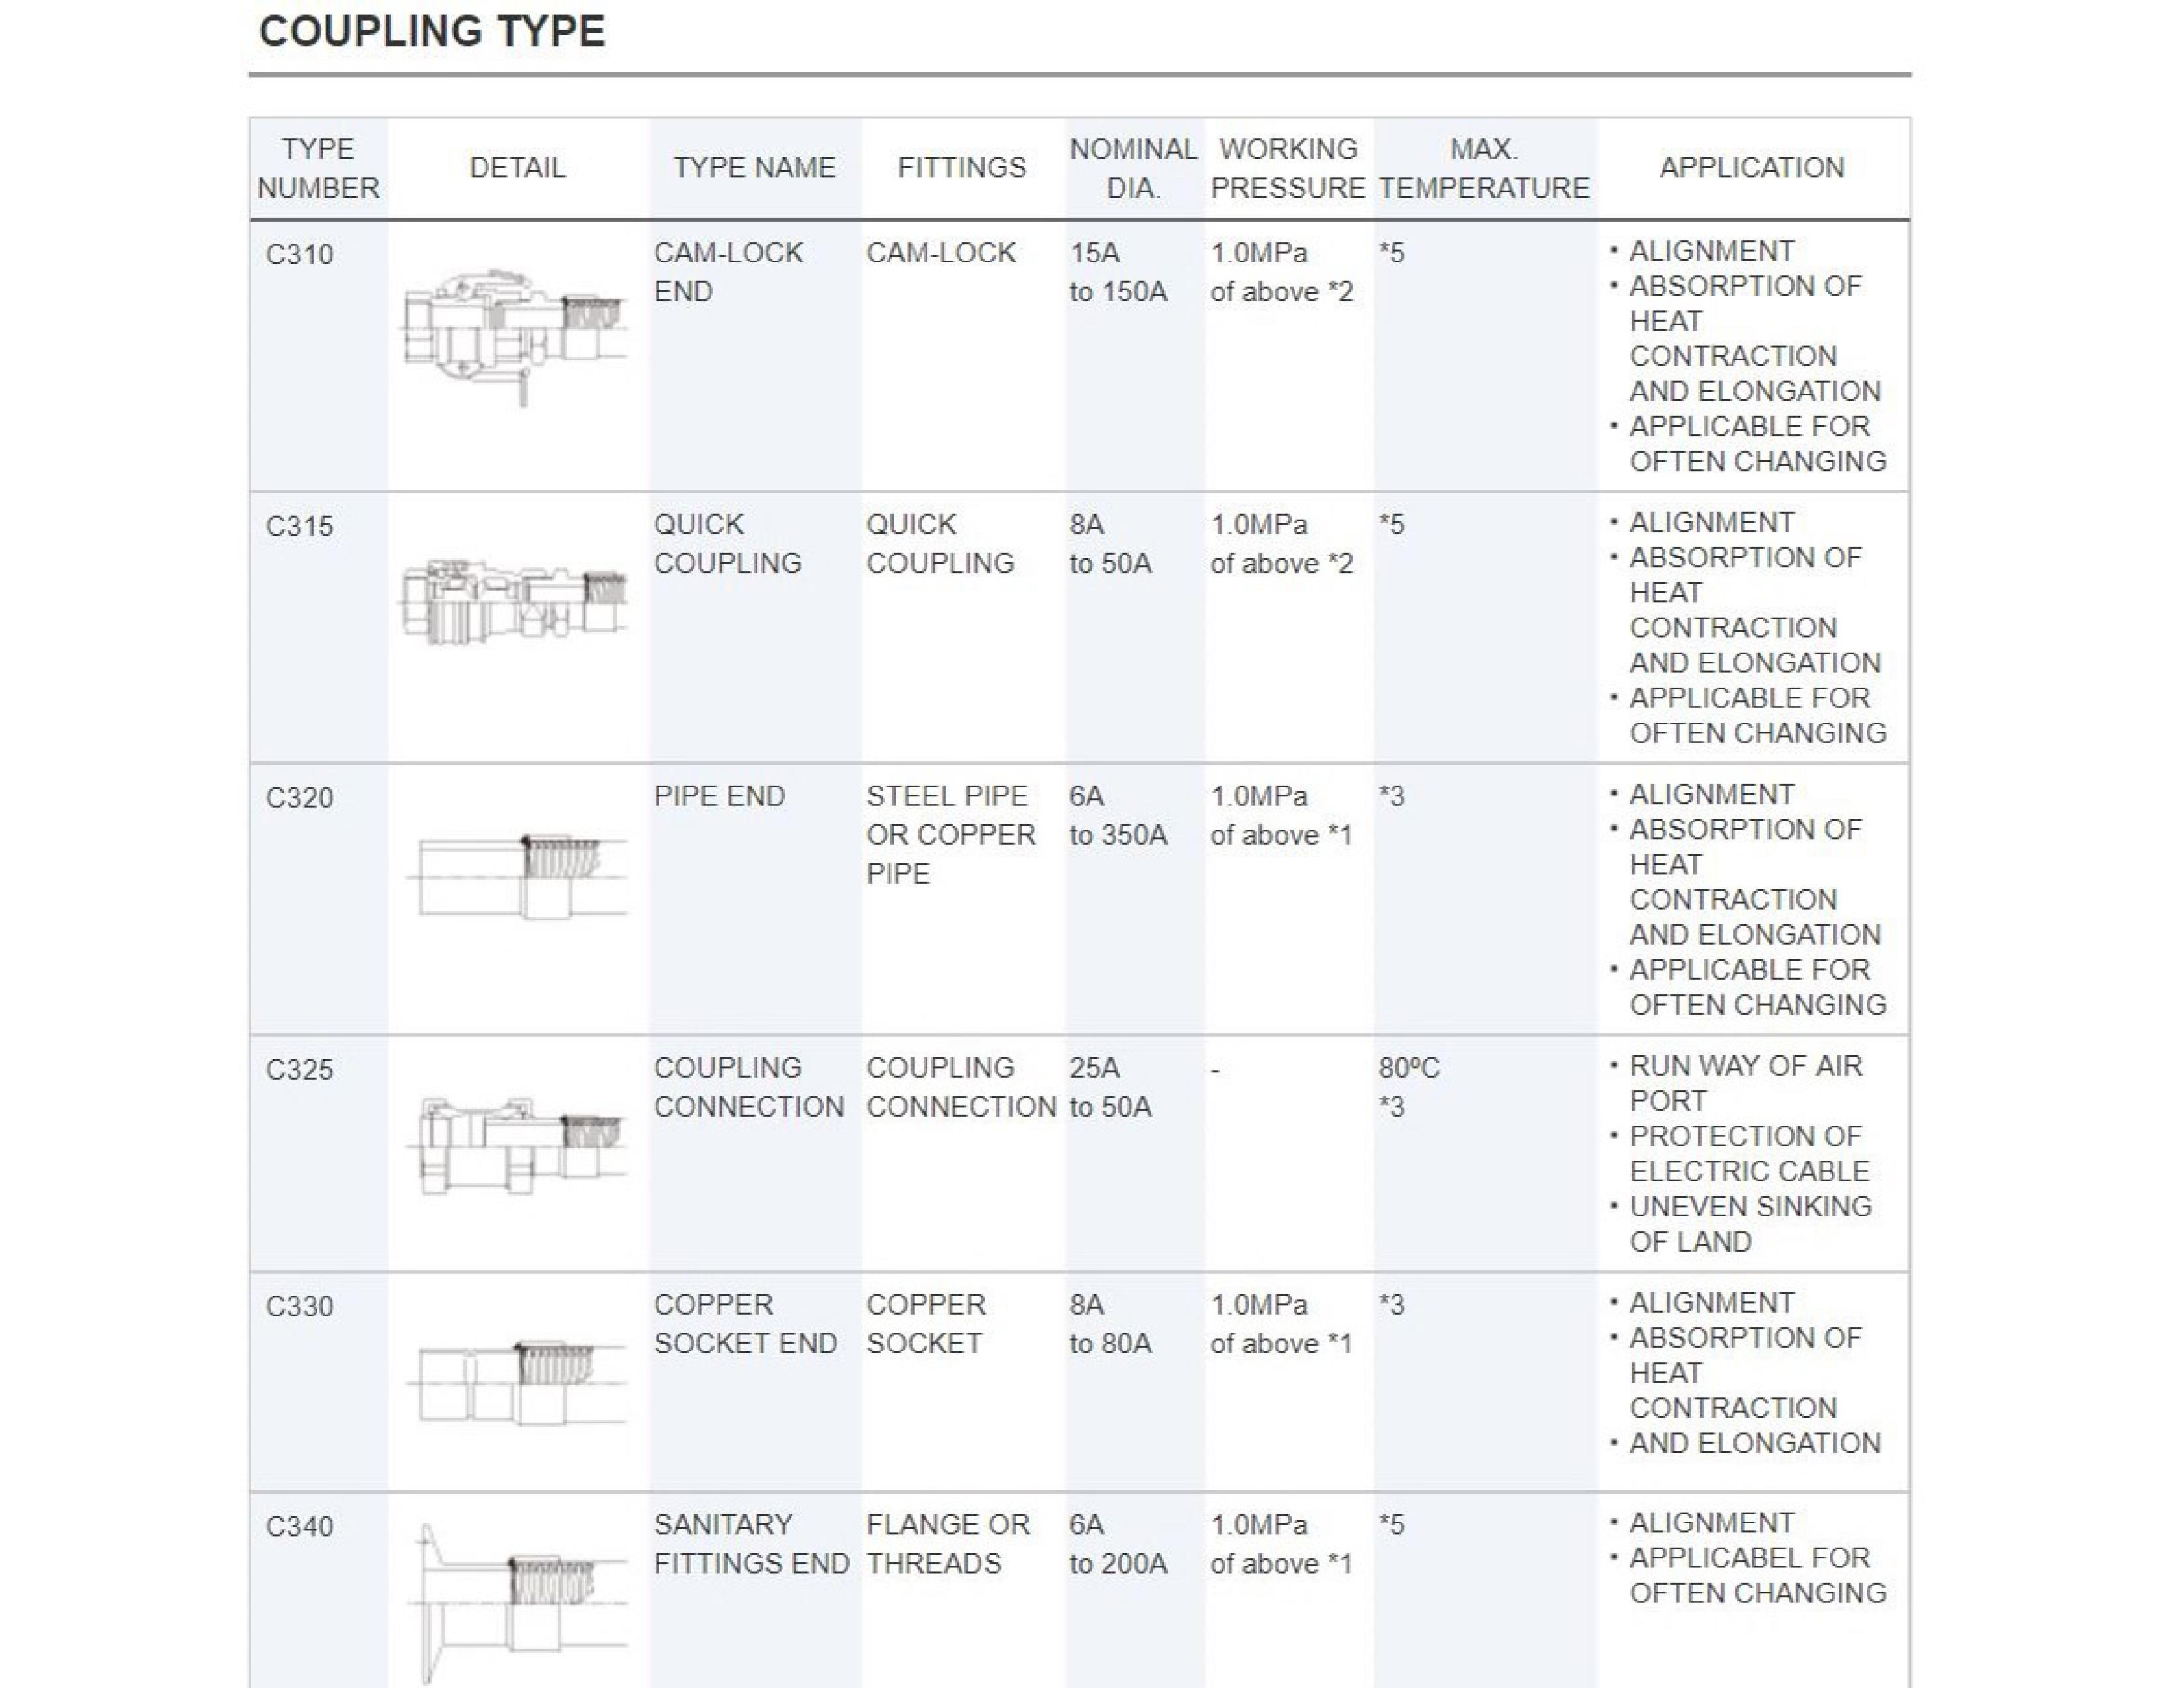 COUPLING TYPE
TYPE NUMBER
DETAIL
TYPE NAME
FITTINGS
NOMINAL DIA.
WORKING PRESSURE
MAX. TEMPERATURE
APPLICATION
C310
CAM-LOCK
END
CAM-LOCK
15A
to 150A
1.0MPa
of above *2
*5
・ALIGNMENT
・ABSORPTION OF
HEAT
CONTRACTION
AND ELONGATION
・APPLICABLE FOR
OFTEN CHANGING
C315
QUICK
COUPLING
QUICK
COUPLING
8A
to 50A
1.0MPa
of above *2
*5
・ALIGNMENT
・ABSORPTION OF
HEAT
CONTRACTION
AND ELONGATION
・APPLICABLE FOR
OFTEN CHANGING
C320
PIPE END
STEEL PIPE
OR COPPER
PIPE
6A
to 350A
1.0MPa
of above *1
*3
・ALIGNMENT
・ABSORPTION OF
HEAT
CONTRACTION
AND ELONGATION
・APPLICABLE FOR
OFTEN CHANGING
C325
COUPLING
CONNECTION
COUPLING
CONNECTION
25A
to 50A
-
80ºC
*3
・RUN WAY OF AIR
PORT
・PROTECTION OF
ELECTRIC CABLE
・UNEVEN SINKING
OF LAND
C330
COPPER
SOCKET END
COPPER
SOCKET
8A
to 80A
1.0MPa
of above *1
*3
・ALIGNMENT
・ABSORPTION OF
HEAT
CONTRACTION
・AND ELONGATION
C340
SANITARY
FITTINGS END
FLANGE OR
THREADS
6A
to 200A
1.0MPa
of above *1
*5
・ALIGNMENT
・APPLICABEL FOR
OFTEN CHANGING